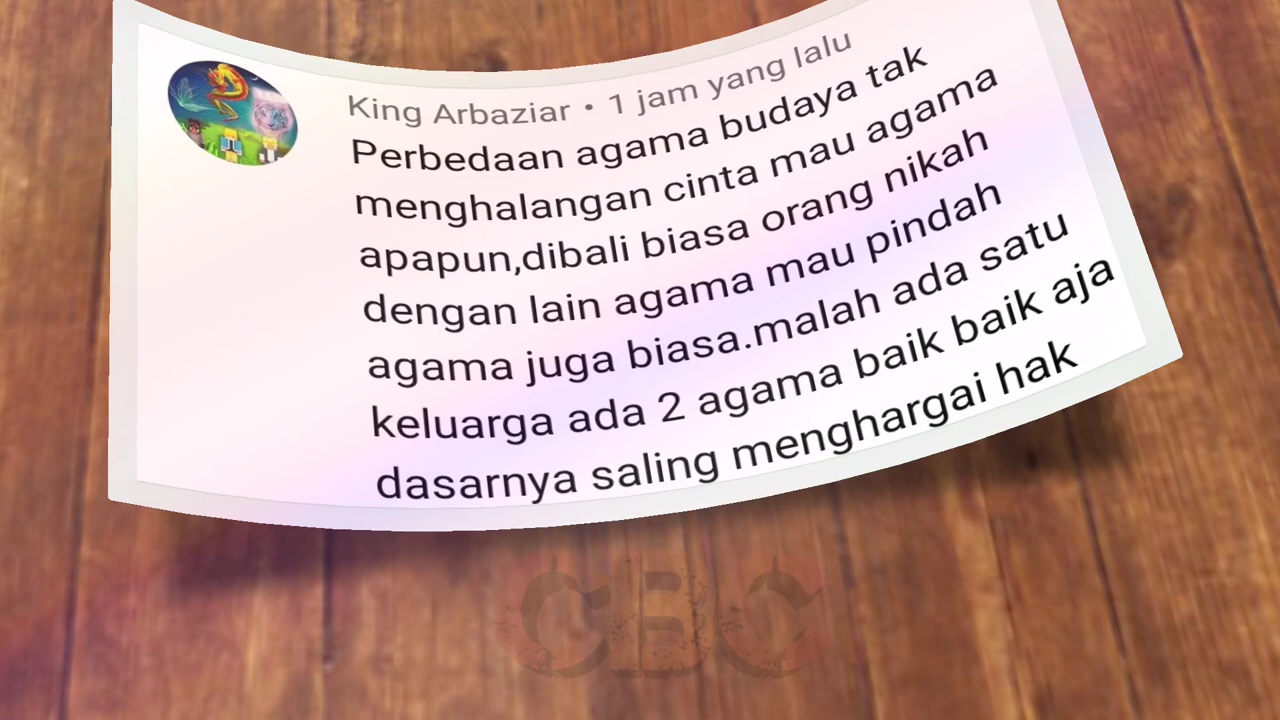 King Arbaziar • 1 jam yang lalu
Perbedaan agama budaya tak
menghalangan cinta mau agama
apapun,dibali biasa orang nikah
dengan lain agama mau pindah
agama juga biasa.malah ada satu
keluarga ada 2 agama baik baik aja
dasarnya saling menghargai hak
CBC